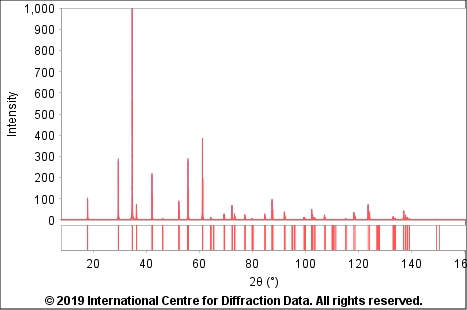 1,000
900
800
700
600
500
400
300
200
100
0
Intensity
20 40 60 80 100 120 140 16
2θ (°)
© 2019 International Centre for Diffraction Data. All rights reserved.